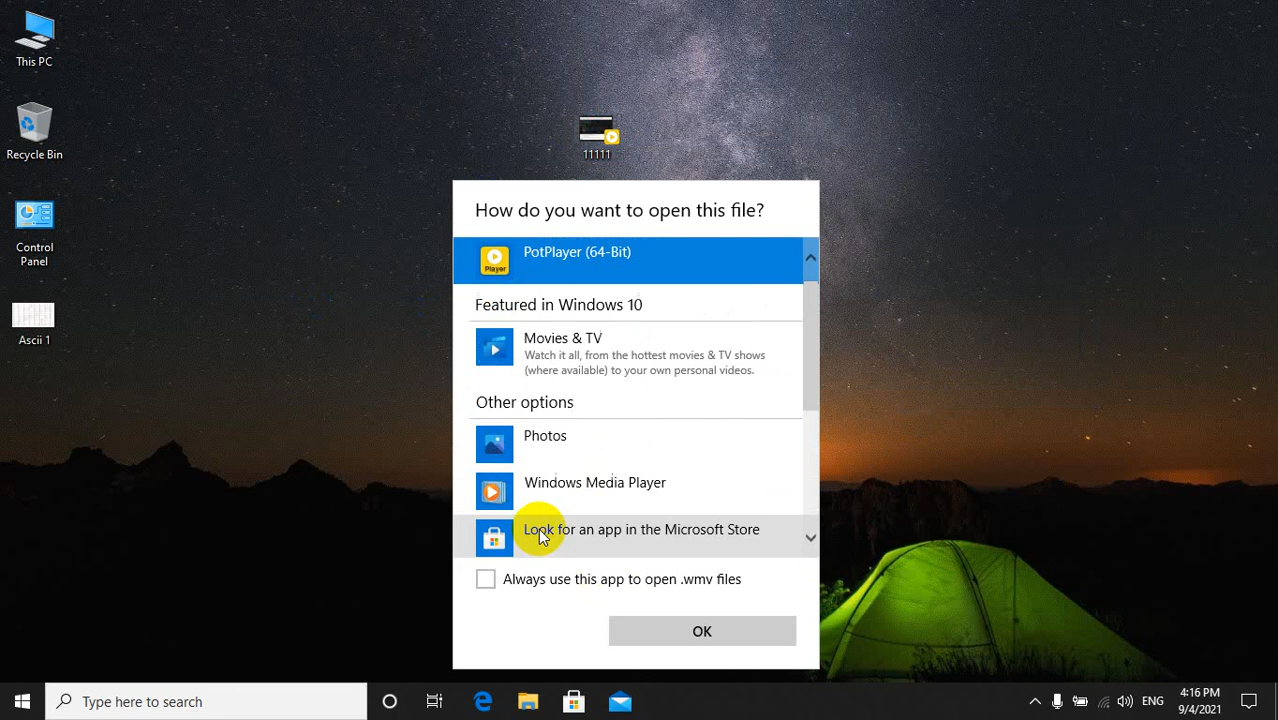 This PC
Recycle Bin
Control
Panel
Ascii 1
11111
How do you want to open this file?
Player
PotPlayer (64-Bit)
Featured in Windows 10
Movies & TV
Watch it all, from the hottest movies & TV shows
(where available) to your own personal videos.
Other options
Photos
Windows Media Player
Look for an app in the Microsoft Store
Always use this app to open .wmv files
OK
Type here to search
ENG
4:16 PM
9/4/2021